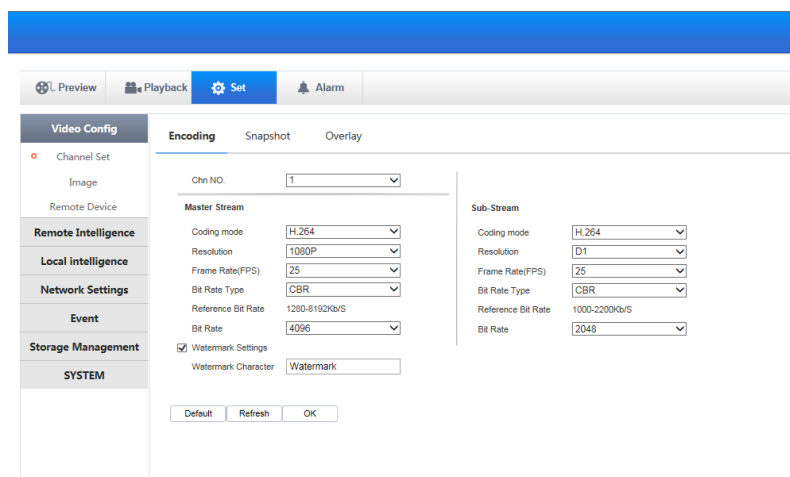 Preview
Playback
Set
Alarm
Video Config
Channel Set
Image
Remote Device
Remote Intelligence
Local intelligence
Network Settings
Event
Storage Management
SYSTEM
Encoding
Snapshot
Overlay
Chn NO. 1
Master Stream
Coding mode H.264
Resolution 1080P
Frame Rate(FPS) 25
Bit Rate Type CBR
Reference Bit Rate 1280-8192Kb/S
Bit Rate 4096
Watermark Settings
Watermark Character Watermark
Sub-Stream
Coding mode H.264
Resolution D1
Frame Rate(FPS) 25
Bit Rate Type CBR
Reference Bit Rate 1000-2200Kb/S
Bit Rate 2048
Default Refresh OK